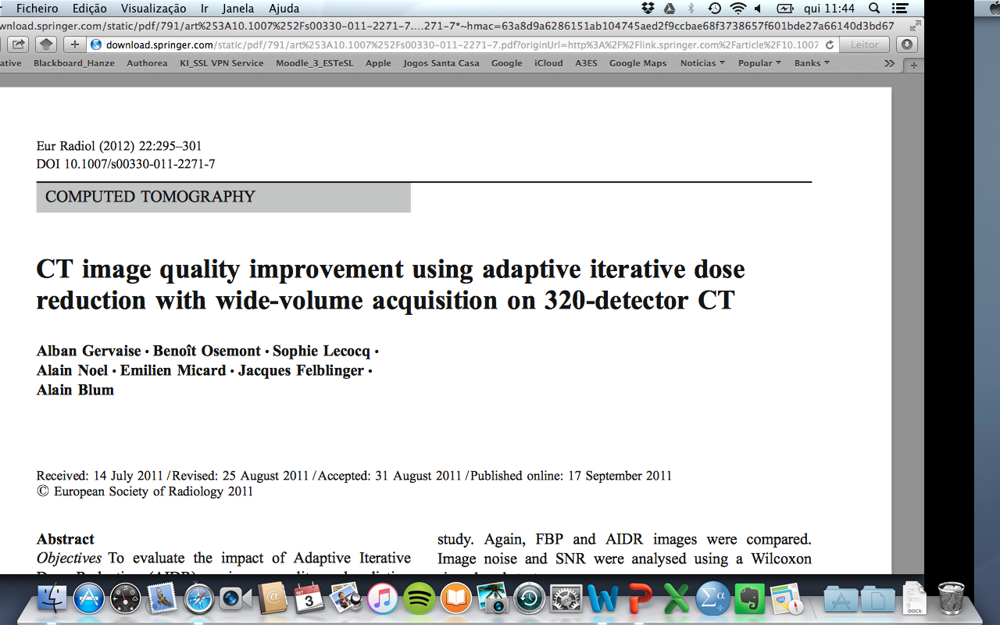 Ficheiro Edição Visualização Ir Janela Ajuda qui 11:44
wnload.springer.com/static/pdf/791/art%253A10.1007%252Fs00330-011-2271-7....271-7*~hmac=63a8d9a6286151ab104745aed2f9ccbae68f3738657f601bde27a66140d3bd67
download.springer.com/static/pdf/791/art%253A10.1007%252Fs00330-011-2271-7.pdf?originUrl=http%3A%2F%2Flink.springer.com%2Farticle%2F10.1007 Leitor
ative Blackboard_Hanze Authorea KI_SSL VPN Service Moodle_3_ESTeSL Apple Jogos Santa Casa Google iCloud A3ES Google Maps Notícias Popular Banks
Eur Radiol (2012) 22:295–301
DOI 10.1007/s00330-011-2271-7
COMPUTED TOMOGRAPHY
CT image quality improvement using adaptive iterative dose
reduction with wide-volume acquisition on 320-detector CT
Alban Gervaise · Benoît Osemont · Sophie Lecocq ·
Alain Noel · Emilien Micard · Jacques Felblinger ·
Alain Blum
Received: 14 July 2011 / Revised: 25 August 2011 / Accepted: 31 August 2011 / Published online: 17 September 2011
© European Society of Radiology 2011
Abstract
Objectives To evaluate the impact of Adaptive Iterative
study. Again, FBP and AIDR images were compared.
Image noise and SNR were analysed using a Wilcoxon
SET
3
DOCX